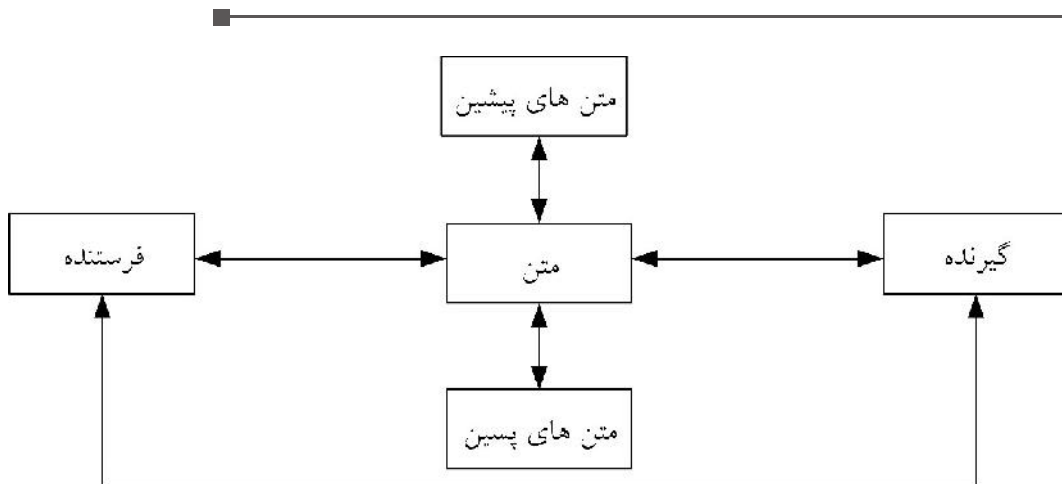 متن های پیشین
گیرنده
متن
فرستنده
متن های پسین